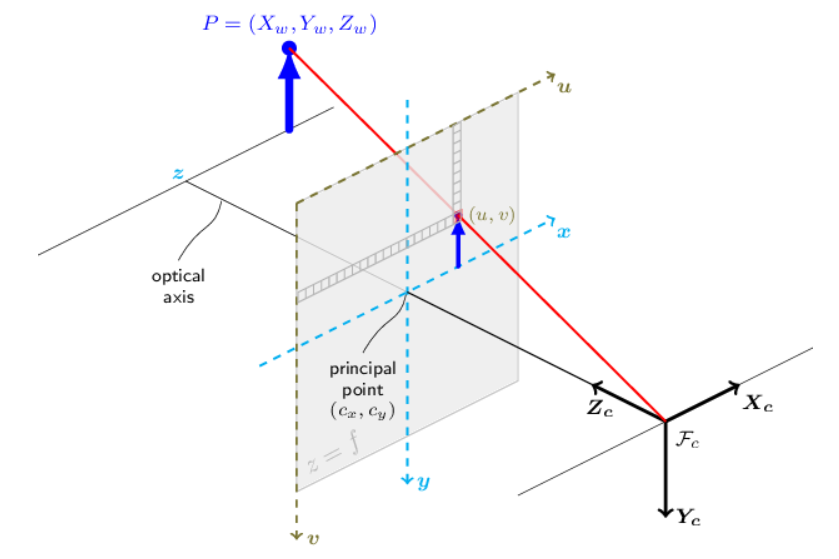 P = (X_w, Y_w, Z_w)
u
z
(u, v)
x
optical
axis
principal
point
(c_x, c_y)
Z_c
X_c
F_c
z = f
y
Y_c
v